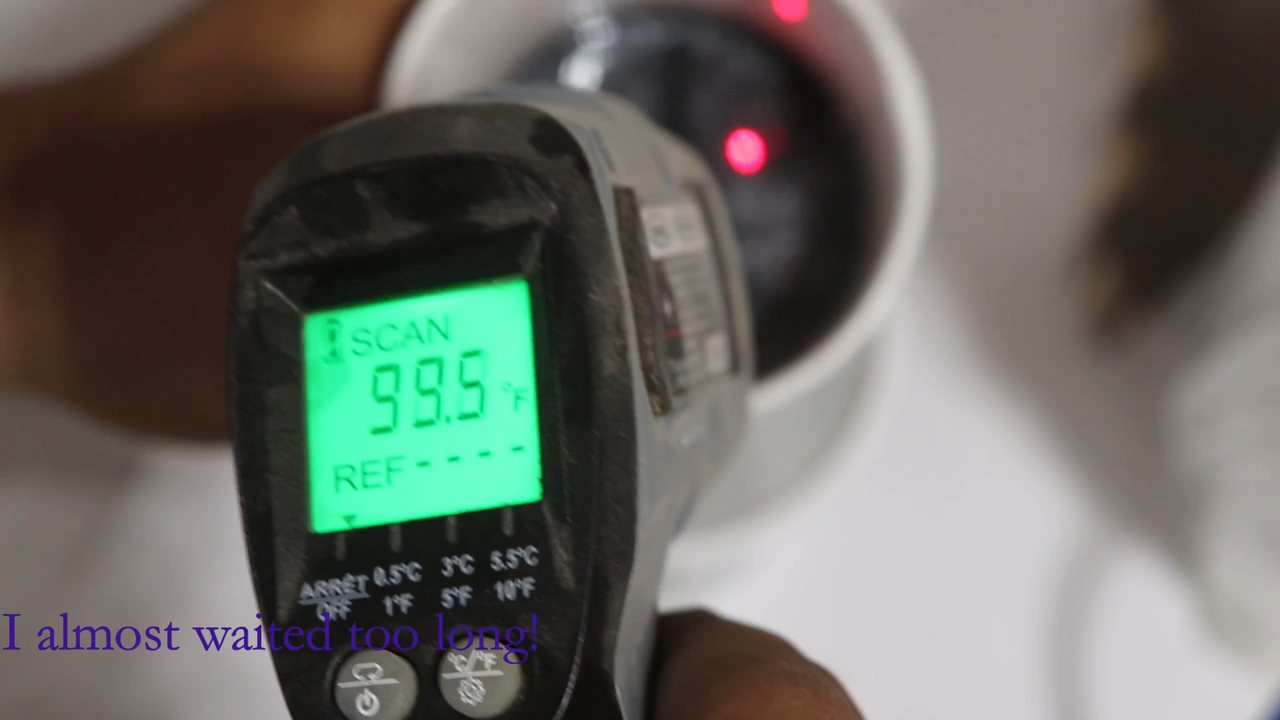 SCAN
99.5 °F
REF ----
ARRÊT 0.5°C 3°C 5.5°C
OFF 1°F 5°F 10°F
I almost waited too long!
°C/°F